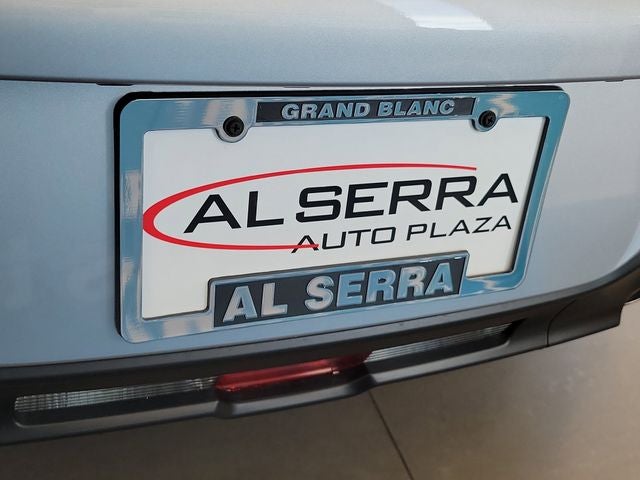 GRAND BLANC
AL SERRA
AUTO PLAZA
AL SERRA